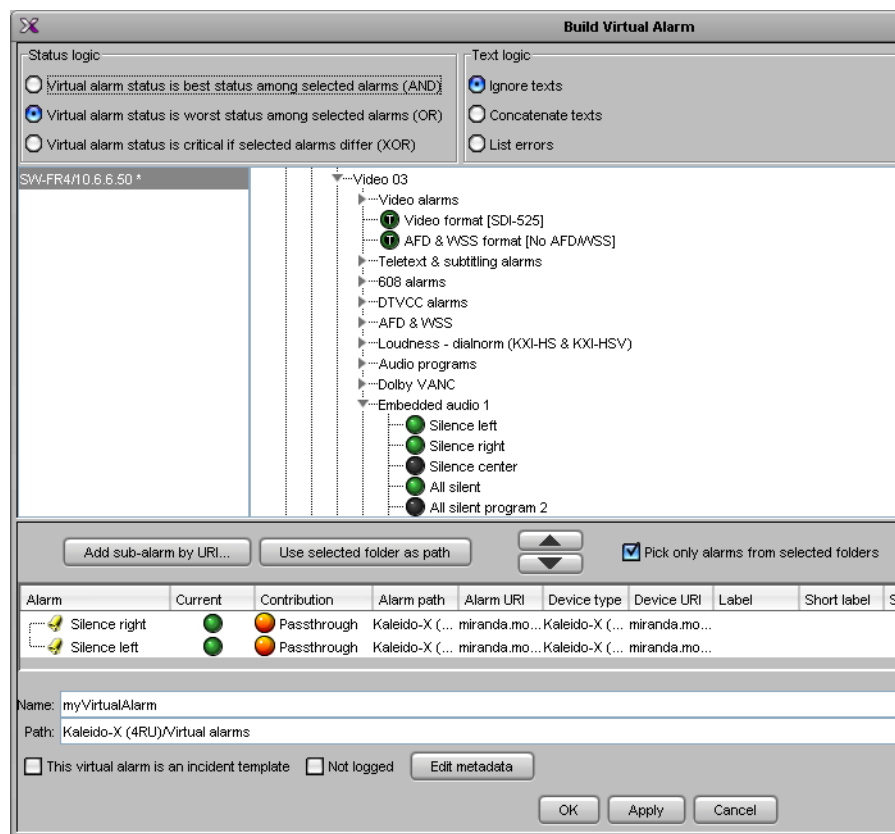 Build Virtual Alarm
Status logic
Virtual alarm status is best status among selected alarms (AND)
Virtual alarm status is worst status among selected alarms (OR)
Virtual alarm status is critical if selected alarms differ (XOR)
Text logic
Ignore texts
Concatenate texts
List errors
SW-FR4/10.6.6.50 *
Video 03
Video alarms
T Video format [SDI-525]
T AFD & WSS format [No AFD/WSS]
Teletext & subtitling alarms
608 alarms
DTVCC alarms
AFD & WSS
Loudness - dialnorm (KXI-HS & KXI-HSV)
Audio programs
Dolby VANC
Embedded audio 1
Silence left
Silence right
Silence center
All silent
All silent program 2
Add sub-alarm by URI... Use selected folder as path Pick only alarms from selected folders
Alarm Current Contribution Alarm path Alarm URI Device type Device URI Label Short label S
Silence right Passthrough Kaleido-X (... miranda.mo... Kaleido-X (... miranda.mo...
Silence left Passthrough Kaleido-X (... miranda.mo... Kaleido-X (... miranda.mo...
Name: myVirtualAlarm
Path: Kaleido-X (4RU)/Virtual alarms
This virtual alarm is an incident template Not logged Edit metadata
OK Apply Cancel